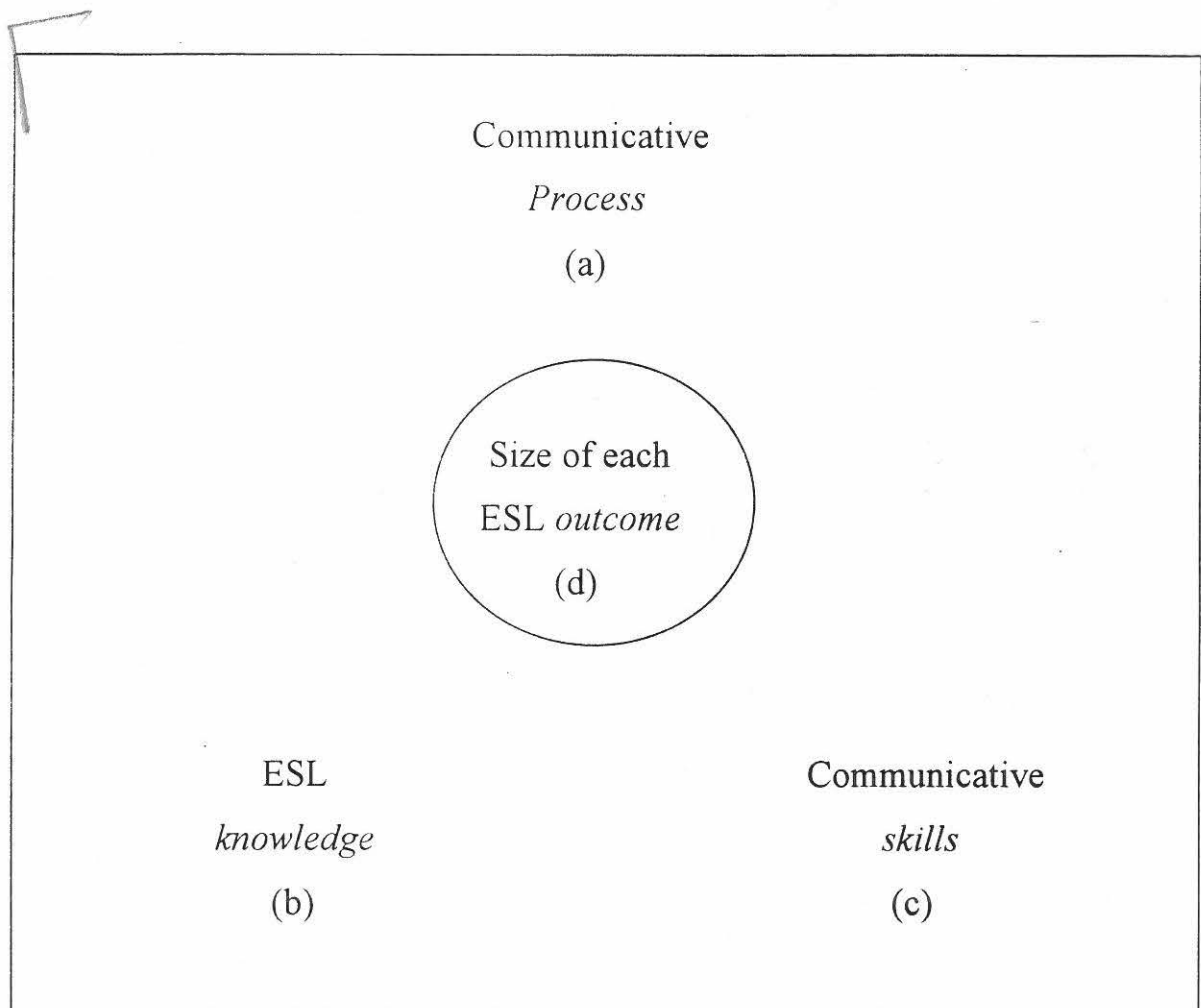 Communicative
Process
(a)
Size of each
ESL outcome
(d)
ESL
knowledge
(b)
Communicative
skills
(c)